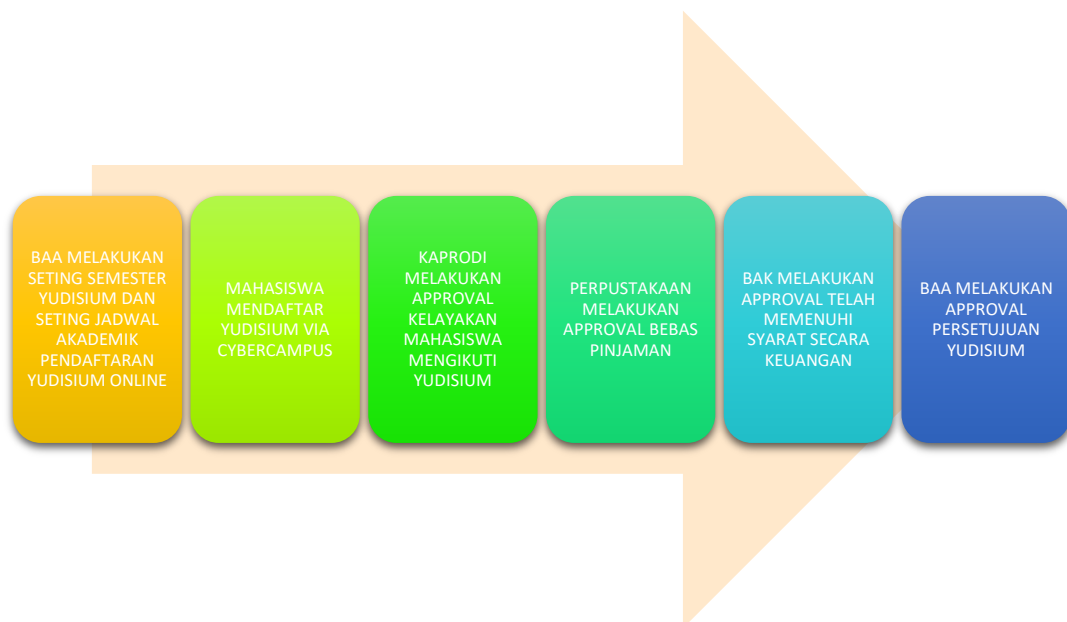 BAA MELAKUKAN
SETING SEMESTER
YUDISIUM DAN
SETING JADWAL
AKADEMIK
PENDAFTARAN
YUDISIUM ONLINE
MAHASISWA
MENDAFTAR
YUDISIUM VIA
CYBERCAMPUS
KAPRODI
MELAKUKAN
APPROVAL
KELAYAKAN
MAHASISWA
MENGIKUTI
YUDISIUM
PERPUSTAKAAN
MELAKUKAN
APPROVAL BEBAS
PINJAMAN
BAK MELAKUKAN
APPROVAL TELAH
MEMENUHI
SYARAT SECARA
KEUANGAN
BAA MELAKUKAN
APPROVAL
PERSETUJUAN
YUDISIUM